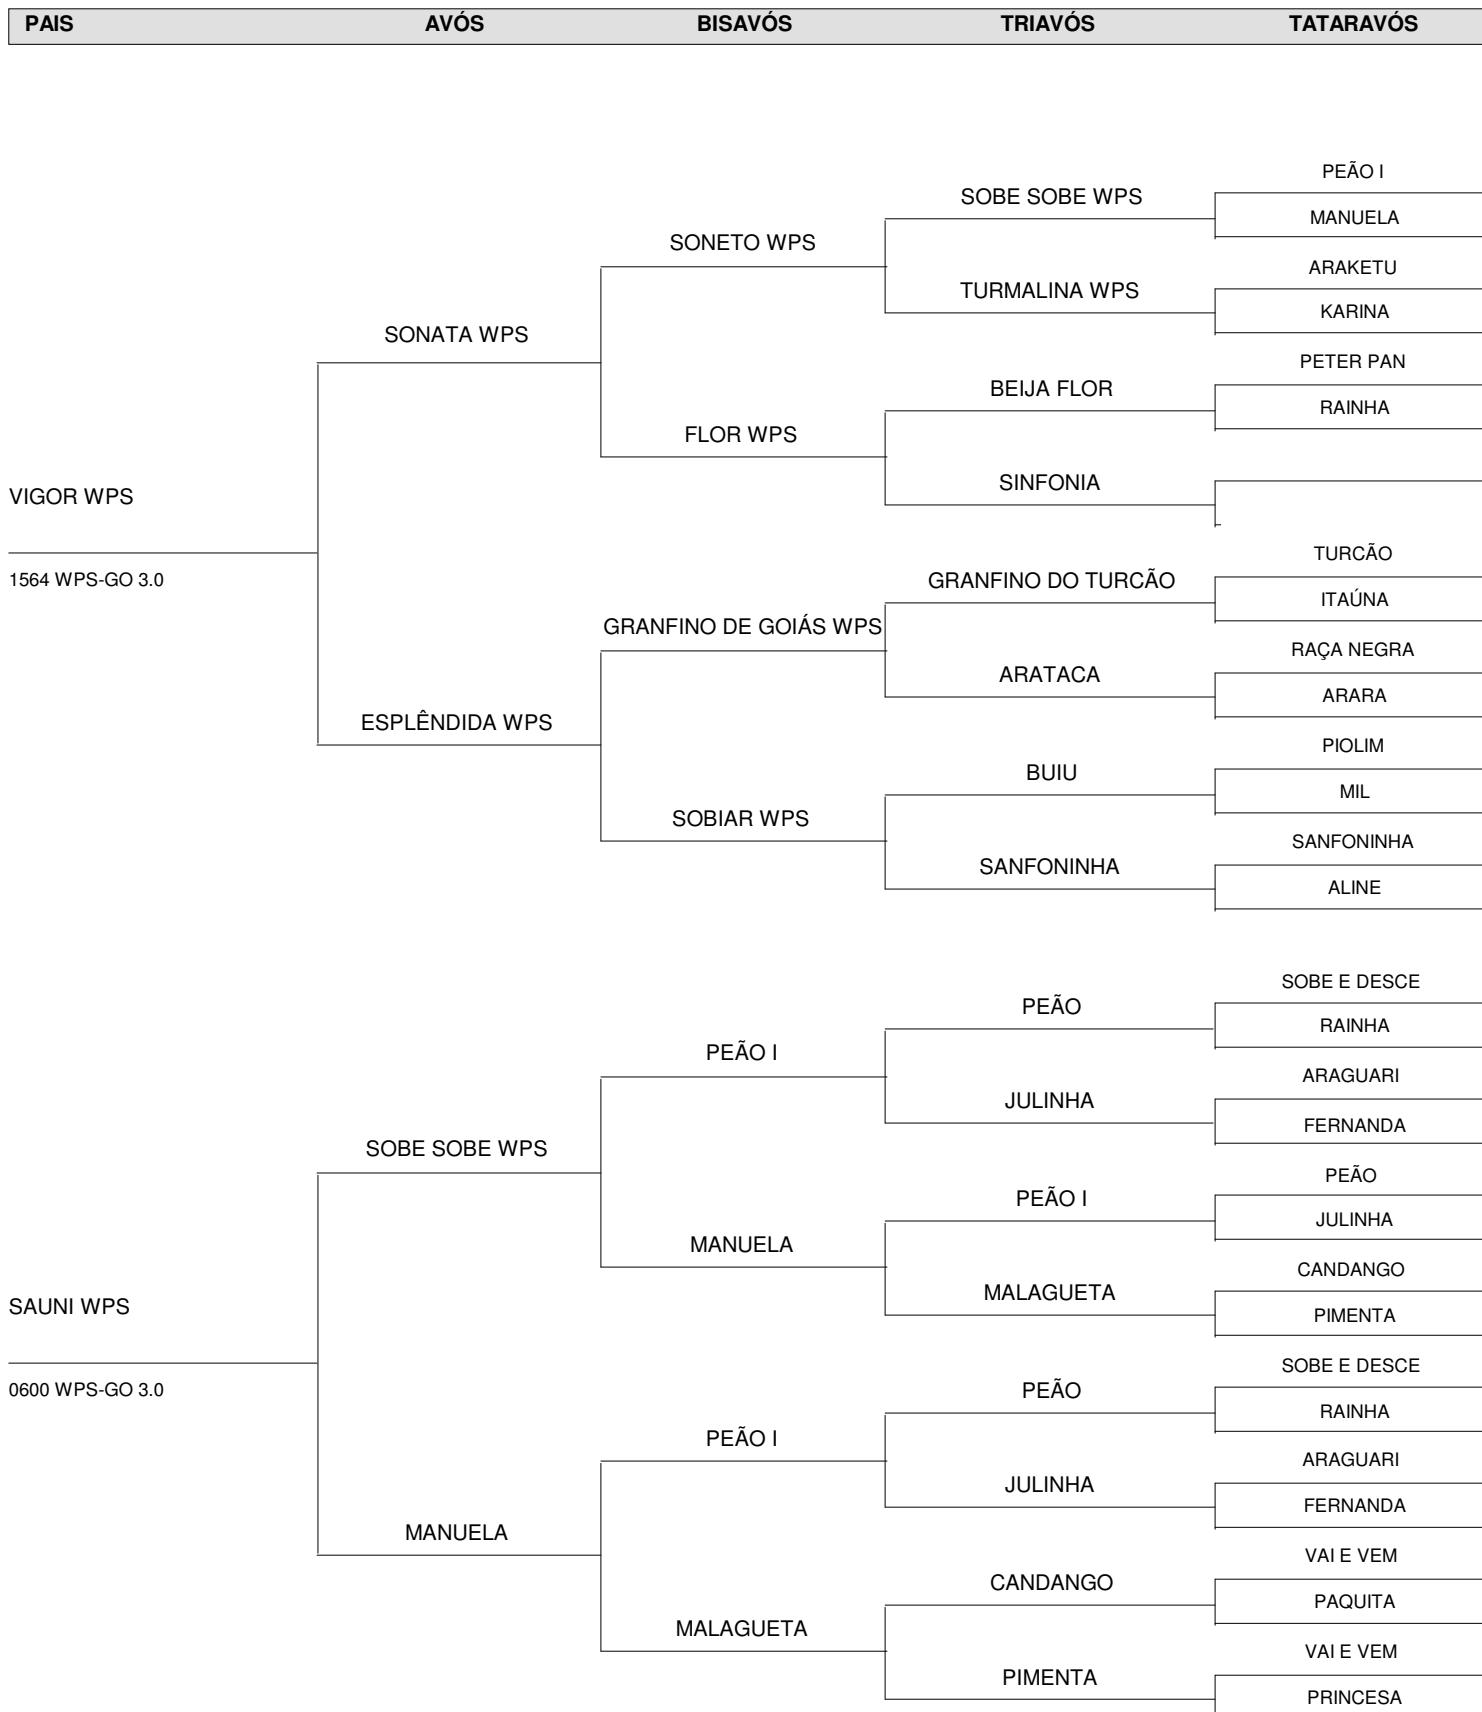 PAIS AVÓS BISAVÓS TRIAVÓS TATARAVÓS
PEÃO I
SOBE SOBE WPS
MANUELA
SONETO WPS
ARAKETU
TURMALINA WPS
KARINA
SONATA WPS
PETER PAN
BEIJA FLOR
RAINHA
FLOR WPS
SINFONIA
VIGOR WPS
TURCÃO
1564 WPS-GO 3.0
GRANFINO DO TURCÃO
ITAÚNA
GRANFINO DE GOIÁS WPS
RAÇA NEGRA
ARATACA
ARARA
ESPLÊNDIDA WPS
PIOLIM
BUIU
MIL
SOBIAR WPS
SANFONINHA
SANFONINHA
ALINE
SOBE E DESCE
PEÃO
RAINHA
PEÃO I
ARAGUARI
JULINHA
FERNANDA
SOBE SOBE WPS
PEÃO
PEÃO I
JULINHA
MANUELA
CANDANGO
MALAGUETA
SAUNI WPS
PIMENTA
SOBE E DESCE
0600 WPS-GO 3.0
PEÃO
RAINHA
PEÃO I
ARAGUARI
JULINHA
FERNANDA
MANUELA
VAI E VEM
CANDANGO
PAQUITA
MALAGUETA
VAI E VEM
PIMENTA
PRINCESA